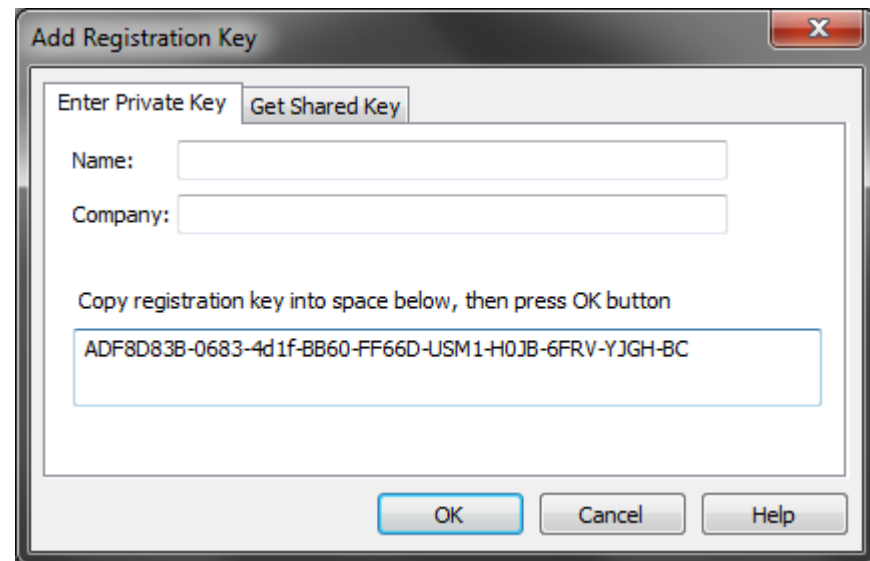 Add Registration Key
Enter Private Key
Get Shared Key
Name:
Company:
Copy registration key into space below, then press OK button
ADF8D83B-0683-4d1f-BB60-FF66D-USM1-H0JB-6FRV-YJGH-BC
OK
Cancel
Help